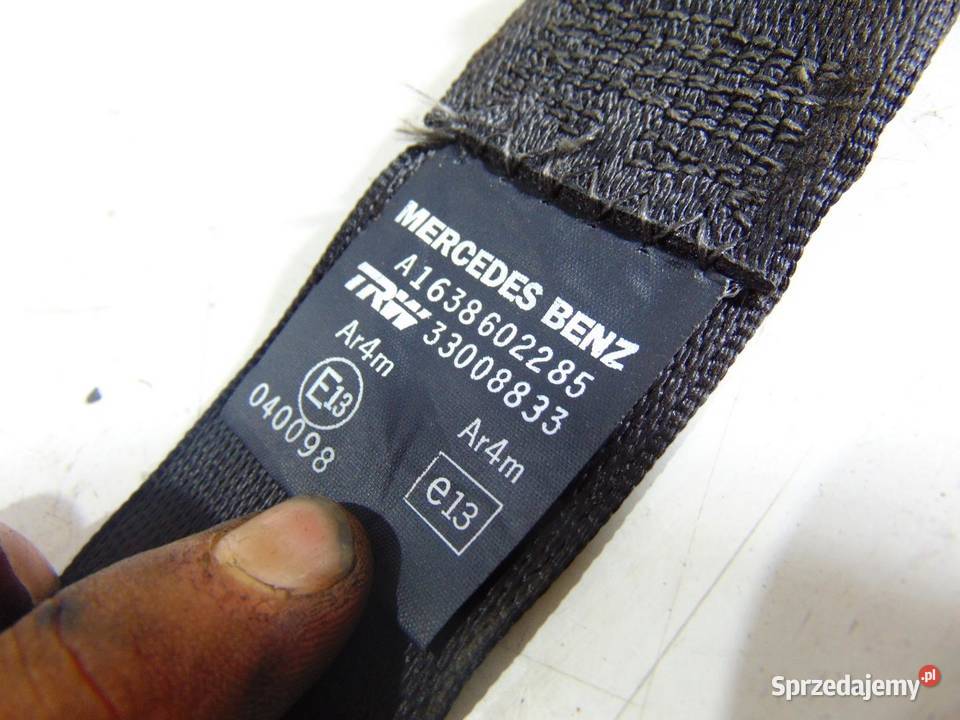 MERCEDES BENZ
A1638602285
TRW 33008833
Ar4m
E13
040098
Ar4m
e13
Sprzedajemy.pl